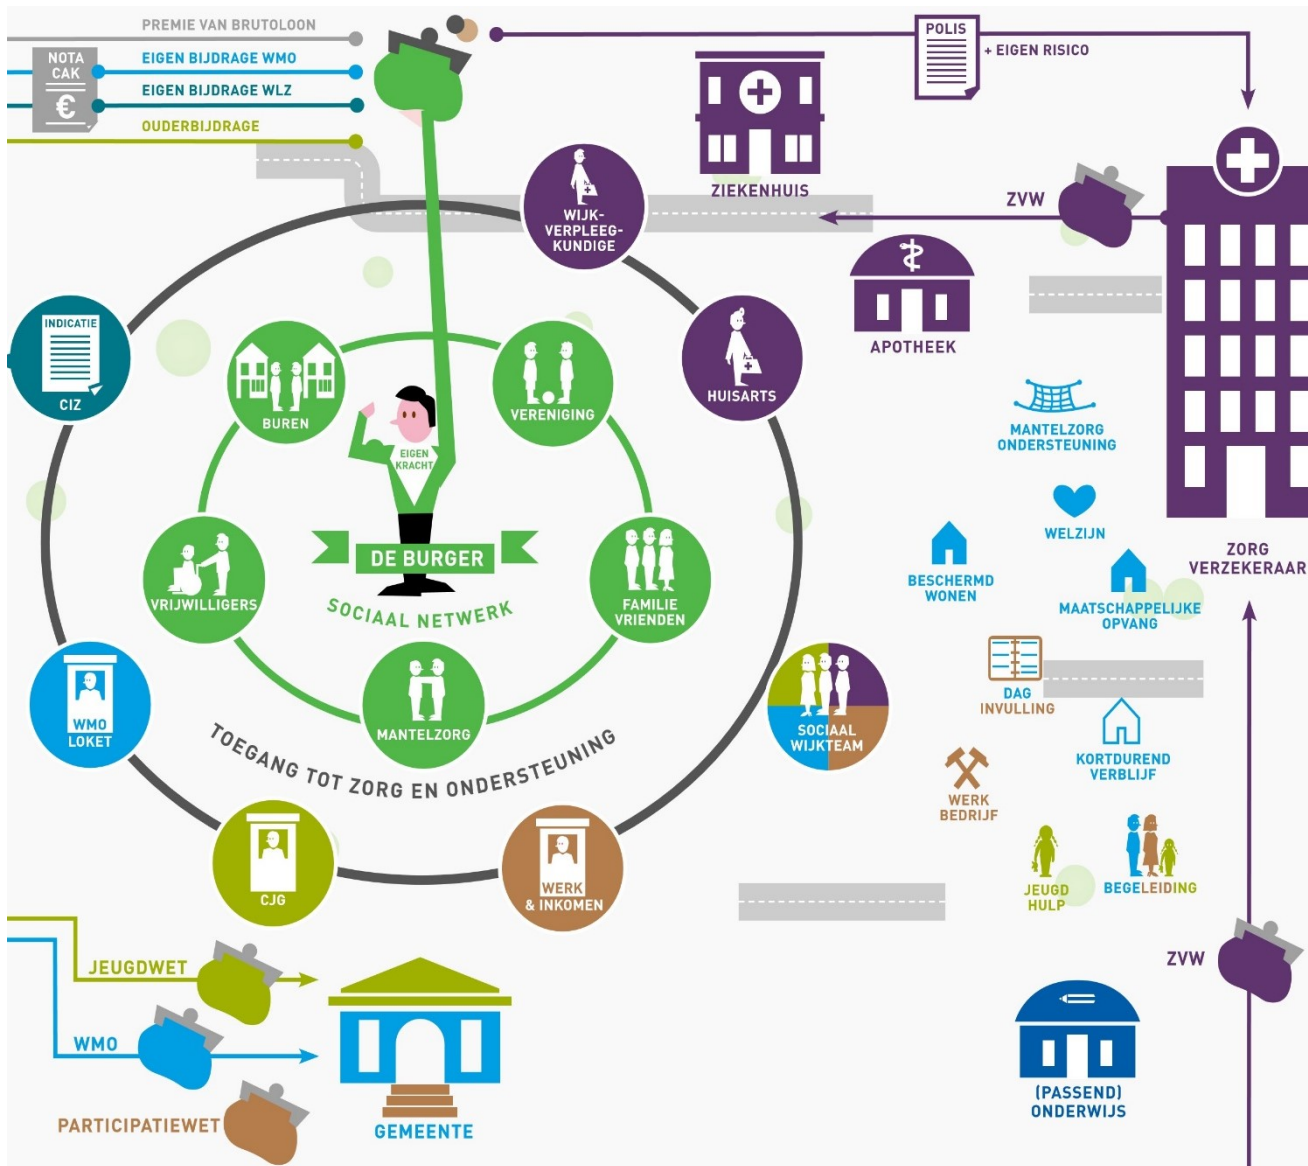 PREMIE VAN BRUTOLOON
NOTA
CAK
€
EIGEN BIJDRAGE WMO
EIGEN BIJDRAGE WLZ
OUDERBIJDRAGE
POLIS
+ EIGEN RISICO
ZIEKENHUIS
ZVW
WIJK-
VERPLEEG-
KUNDIGE
APOTHEEK
INDICATIE
CIZ
BUREN
VERENIGING
HUISARTS
EIGEN
KRACHT
MANTELZORG
ONDERSTEUNING
WELZIJN
ZORG
VERZEKERAAR
DE BURGER
SOCIAAL NETWERK
VRIJWILLIGERS
FAMILIE
VRIENDEN
BESCHERMD
WONEN
MAATSCHAPPELIJKE
OPVANG
WMO
LOKET
MANTELZORG
SOCIAAL
WIJKTEAM
DAG
INVULLING
TOEGANG TOT ZORG EN ONDERSTEUNING
KORTDUREND
VERBLIJF
WERK
BEDRIJF
CJG
WERK
& INKOMEN
JEUGD
HULP
BEGELEIDING
JEUGDWET
ZVW
WMO
PARTICIPATIEWET
GEMEENTE
(PASSEND)
ONDERWIJS